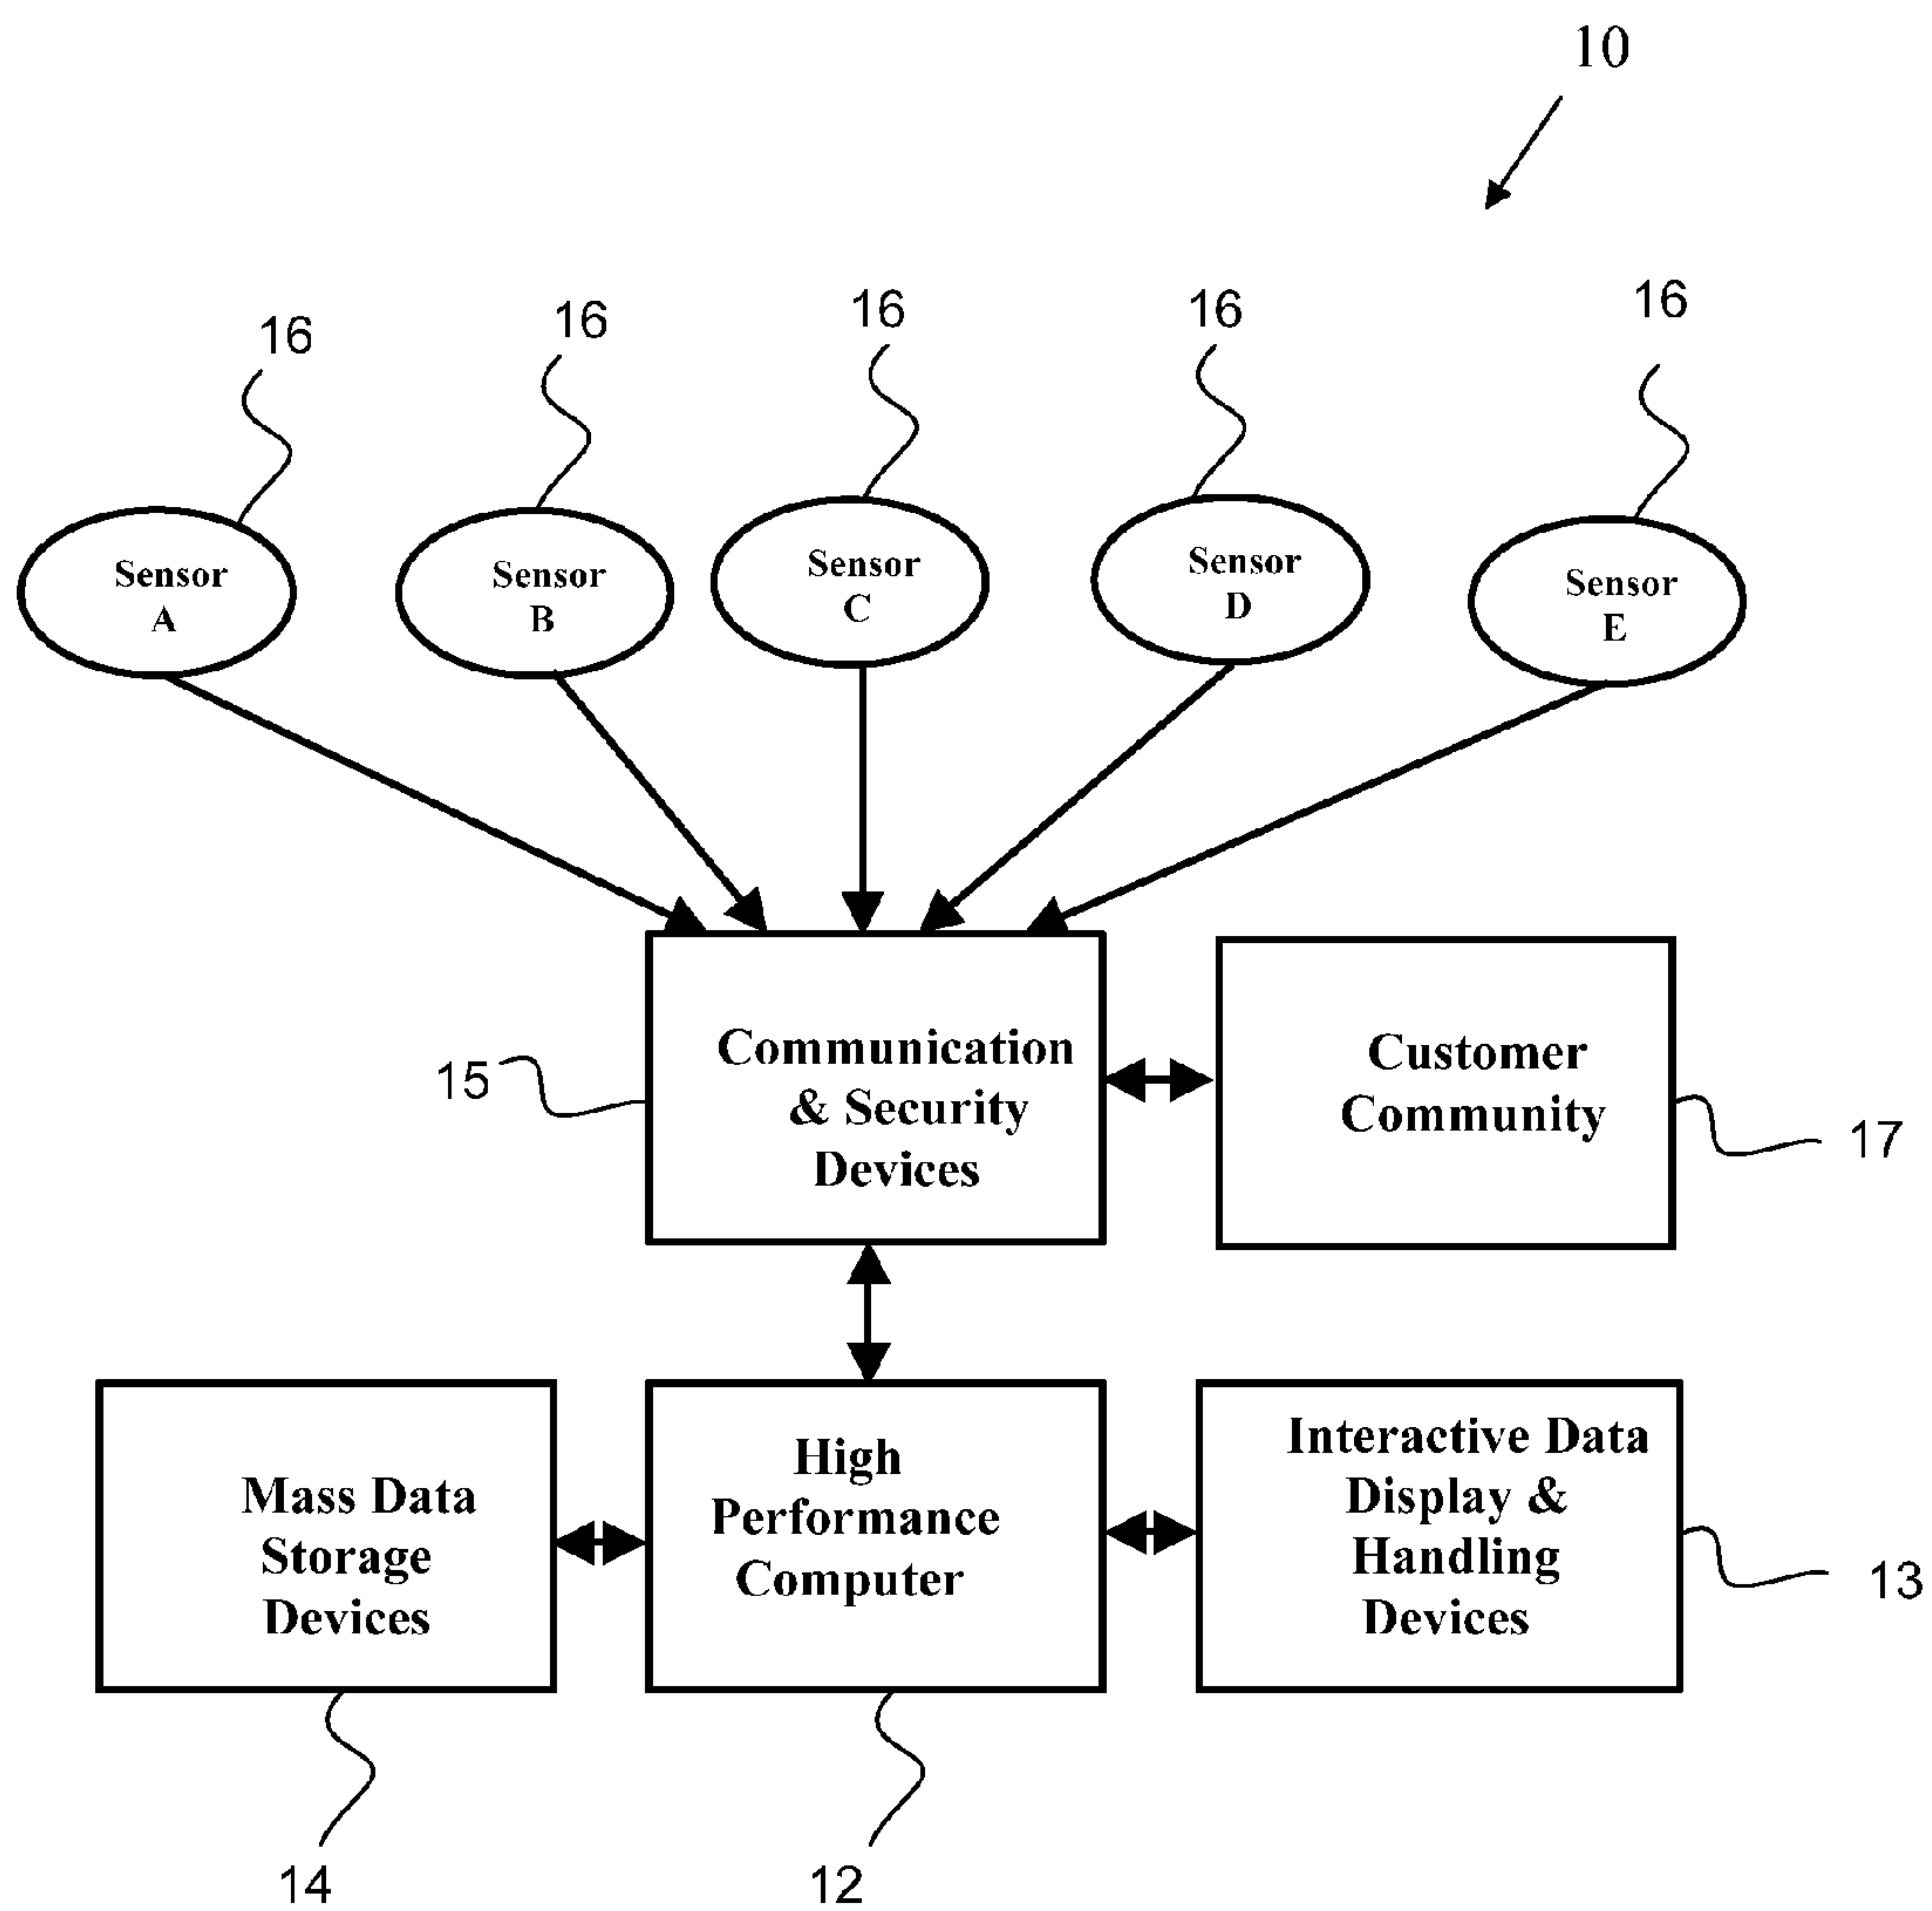 10
16
16
16
16
16
Sensor
A
Sensor
B
Sensor
C
Sensor
D
Sensor
E
Communication
& Security
Devices
15
Customer
Community
17
Mass Data
Storage
Devices
High
Performance
Computer
Interactive Data
Display &
Handling
Devices
13
14
12